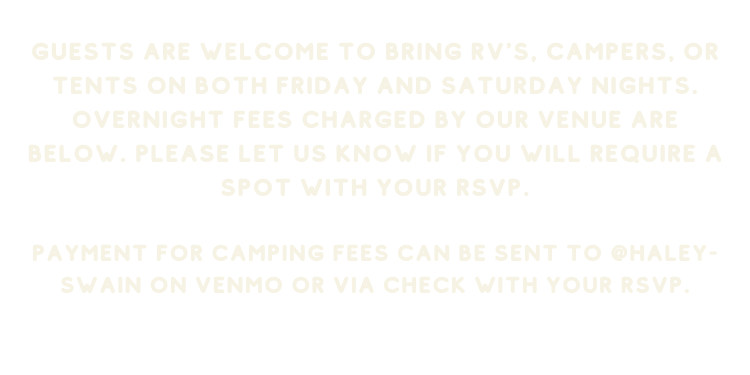 GUESTS ARE WELCOME TO BRING RV'S, CAMPERS, OR
TENTS ON BOTH FRIDAY AND SATURDAY NIGHTS.
OVERNIGHT FEES CHARGED BY OUR VENUE ARE
BELOW. PLEASE LET US KNOW IF YOU WILL REQUIRE A
SPOT WITH YOUR RSVP.
PAYMENT FOR CAMPING FEES CAN BE SENT TO @HALEY-
SWAIN ON VENMO OR VIA CHECK WITH YOUR RSVP.